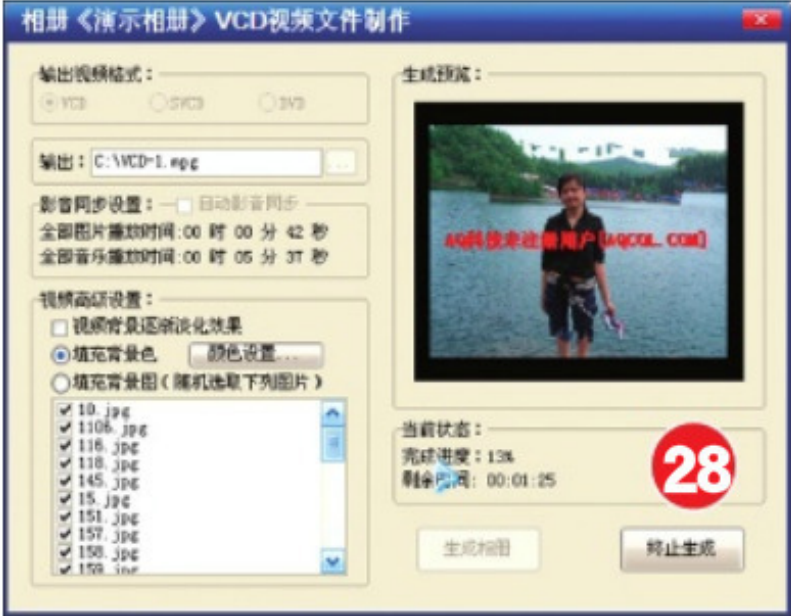 相册《演示相册》VCD视频文件制作
输出视频格式：
VCD SVCD DVD
输出：C:\VCD-1.mpg ...
影音同步设置： 自动影音同步
全部图片播放时间:00 时 00 分 42 秒
全部音乐播放时间:00 时 05 分 37 秒
视频高级设置：
视频背景逐渐淡化效果
填充背景色 颜色设置...
填充背景图(随机选取下列图片)
10.jpg
1106.jpg
116.jpg
118.jpg
145.jpg
15.jpg
151.jpg
157.jpg
158.jpg
159.jpg
生成预览：
AQ科技未注册用户[AQCOL.COM]
当前状态：
完成进度：13%
剩余时间: 00:01:25
28
生成相册 终止生成